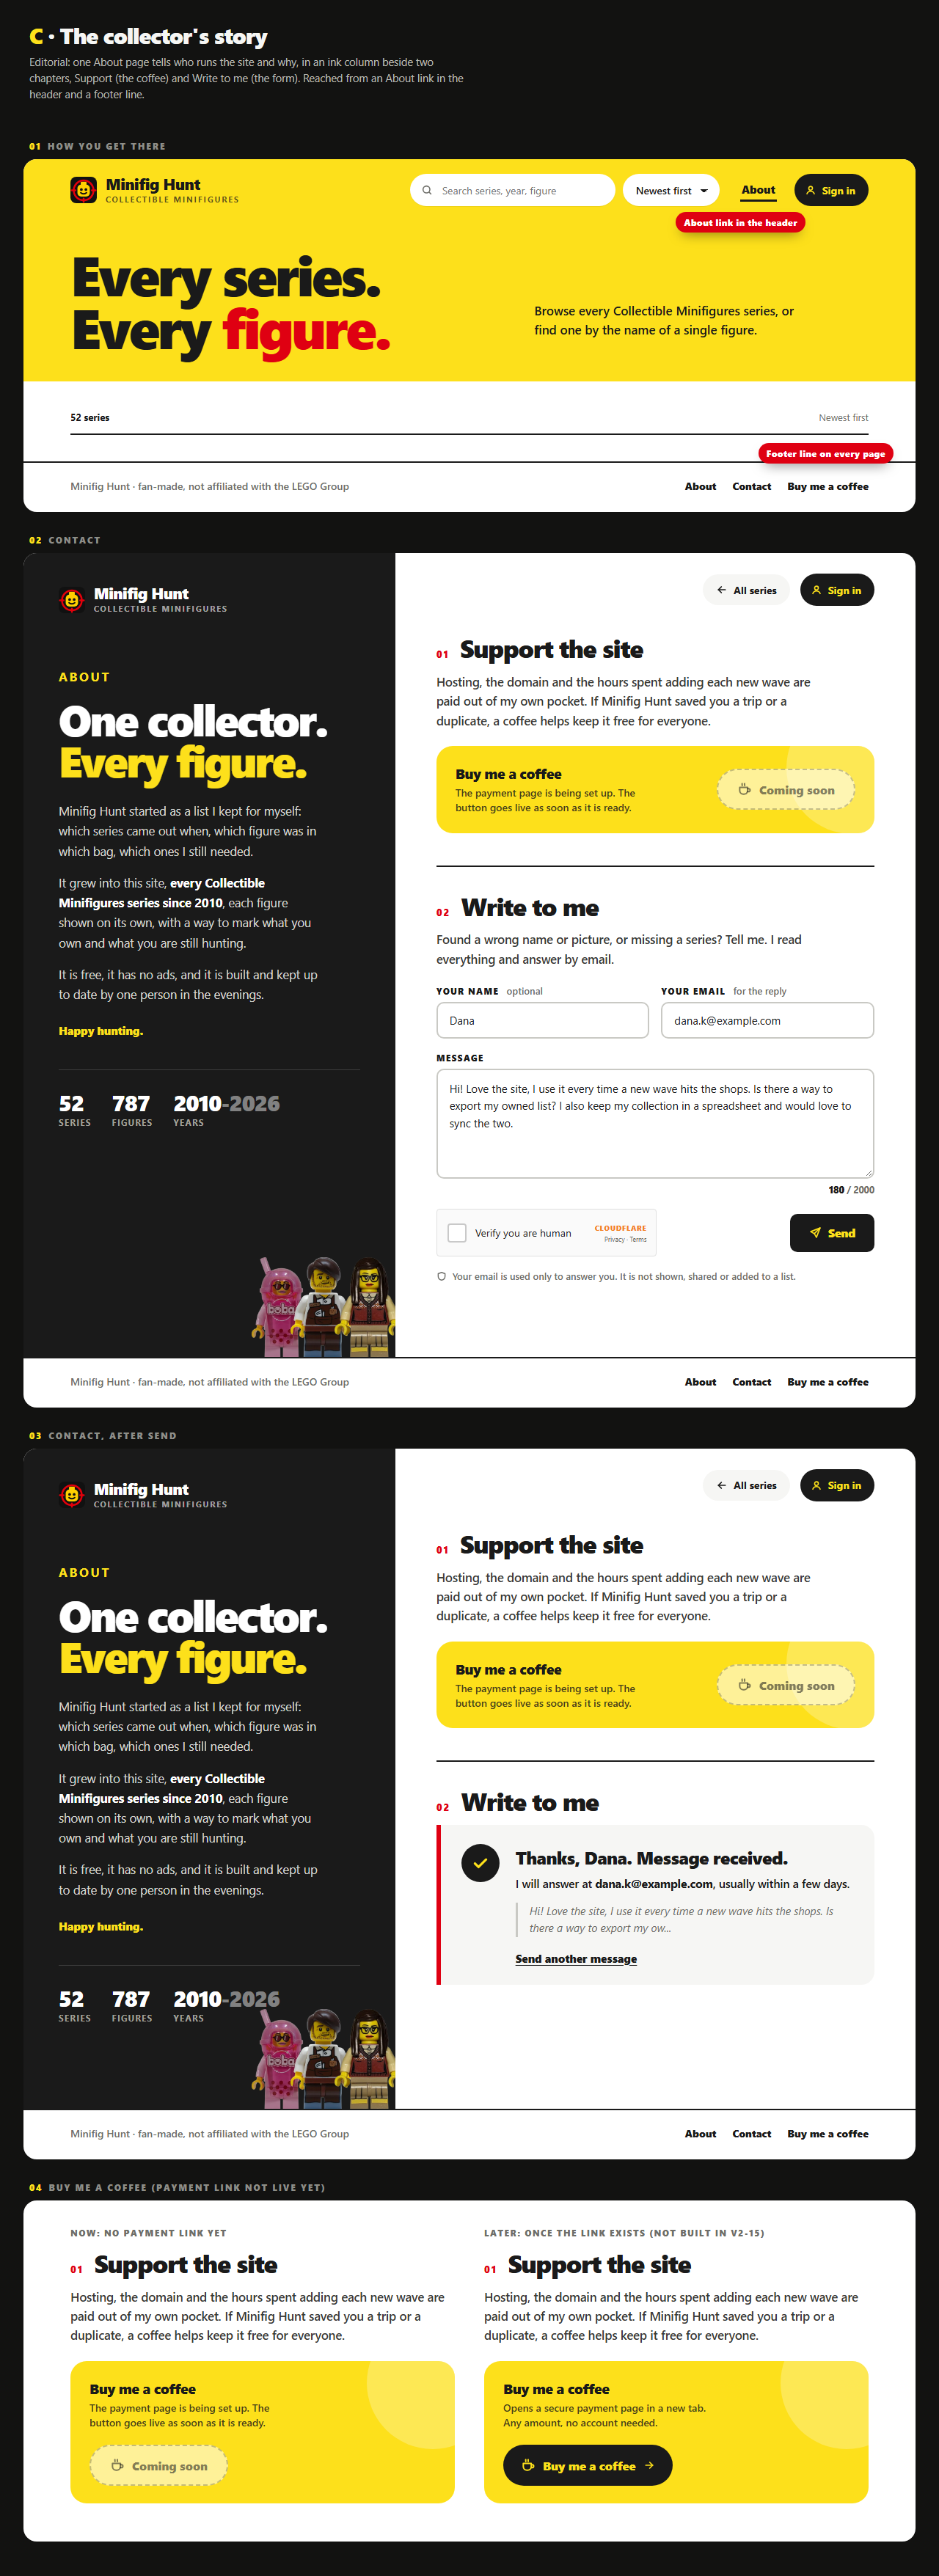 C · The collector's story
Editorial: one About page tells who runs the site and why, in an ink column beside two
chapters, Support (the coffee) and Write to me (the form). Reached from an About link in the
header and a footer line.
01 HOW YOU GET THERE
Minifig Hunt
COLLECTIBLE MINIFIGURES
Search series, year, figure
Newest first
About
Sign in
About link in the header
Every series.
Every figure.
Browse every Collectible Minifigures series, or
find one by the name of a single figure.
52 series
Newest first
Footer line on every page
Minifig Hunt · fan-made, not affiliated with the LEGO Group
About
Contact
Buy me a coffee
02 CONTACT
Minifig Hunt
COLLECTIBLE MINIFIGURES
ABOUT
One collector.
Every figure.
Minifig Hunt started as a list I kept for myself:
which series came out when, which figure was in
which bag, which ones I still needed.
It grew into this site, every Collectible
Minifigures series since 2010, each figure
shown on its own, with a way to mark what you
own and what you are still hunting.
It is free, it has no ads, and it is built and kept up
to date by one person in the evenings.
Happy hunting.
52
SERIES
787
FIGURES
2010-2026
YEARS
boba
← All series
Sign in
01 Support the site
Hosting, the domain and the hours spent adding each new wave are
paid out of my own pocket. If Minifig Hunt saved you a trip or a
duplicate, a coffee helps keep it free for everyone.
Buy me a coffee
The payment page is being set up. The
button goes live as soon as it is ready.
Coming soon
02 Write to me
Found a wrong name or picture, or missing a series? Tell me. I read
everything and answer by email.
YOUR NAME optional
Dana
YOUR EMAIL for the reply
dana.k@example.com
MESSAGE
Hi! Love the site, I use it every time a new wave hits the shops. Is there a way to
export my owned list? I also keep my collection in a spreadsheet and would love to
sync the two.
180 / 2000
Verify you are human
CLOUDFLARE
Privacy · Terms
Send
Your email is used only to answer you. It is not shown, shared or added to a list.
Minifig Hunt · fan-made, not affiliated with the LEGO Group
About
Contact
Buy me a coffee
03 CONTACT, AFTER SEND
Minifig Hunt
COLLECTIBLE MINIFIGURES
ABOUT
One collector.
Every figure.
Minifig Hunt started as a list I kept for myself:
which series came out when, which figure was in
which bag, which ones I still needed.
It grew into this site, every Collectible
Minifigures series since 2010, each figure
shown on its own, with a way to mark what you
own and what you are still hunting.
It is free, it has no ads, and it is built and kept up
to date by one person in the evenings.
Happy hunting.
52
SERIES
787
FIGURES
2010-2026
YEARS
boba
← All series
Sign in
01 Support the site
Hosting, the domain and the hours spent adding each new wave are
paid out of my own pocket. If Minifig Hunt saved you a trip or a
duplicate, a coffee helps keep it free for everyone.
Buy me a coffee
The payment page is being set up. The
button goes live as soon as it is ready.
Coming soon
02 Write to me
Thanks, Dana. Message received.
I will answer at dana.k@example.com, usually within a few days.
Hi! Love the site, I use it every time a new wave hits the shops. Is
there a way to export my ow...
Send another message
Minifig Hunt · fan-made, not affiliated with the LEGO Group
About
Contact
Buy me a coffee
04 BUY ME A COFFEE (PAYMENT LINK NOT LIVE YET)
NOW: NO PAYMENT LINK YET
01 Support the site
Hosting, the domain and the hours spent adding each new wave are
paid out of my own pocket. If Minifig Hunt saved you a trip or a
duplicate, a coffee helps keep it free for everyone.
Buy me a coffee
The payment page is being set up. The
button goes live as soon as it is ready.
Coming soon
LATER: ONCE THE LINK EXISTS (NOT BUILT IN V2-15)
01 Support the site
Hosting, the domain and the hours spent adding each new wave are
paid out of my own pocket. If Minifig Hunt saved you a trip or a
duplicate, a coffee helps keep it free for everyone.
Buy me a coffee
Opens a secure payment page in a new tab.
Any amount, no account needed.
Buy me a coffee →